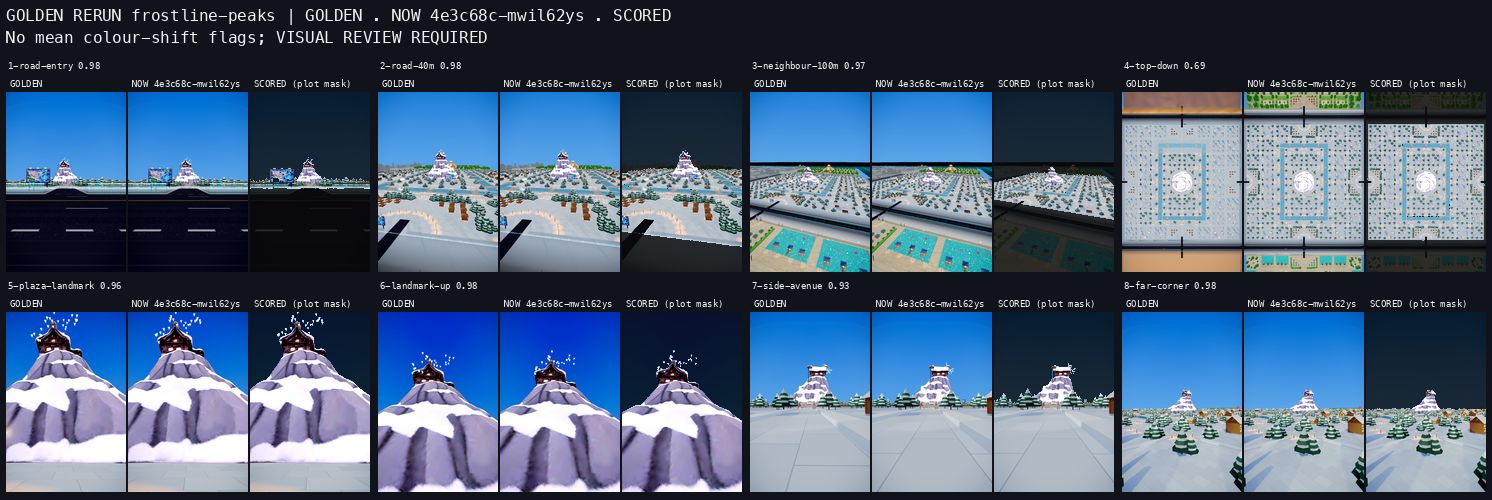 GOLDEN RERUN frostline-peaks | GOLDEN . NOW 4e3c68c-mwil62ys . SCORED
No mean colour-shift flags; VISUAL REVIEW REQUIRED
1-road-entry 0.98
GOLDEN NOW 4e3c68c-mwil62ys SCORED (plot mask)
2-road-40m 0.98
GOLDEN NOW 4e3c68c-mwil62ys SCORED (plot mask)
3-neighbour-100m 0.97
GOLDEN NOW 4e3c68c-mwil62ys SCORED (plot mask)
4-top-down 0.69
GOLDEN NOW 4e3c68c-mwil62ys SCORED (plot mask)
5-plaza-landmark 0.96
GOLDEN NOW 4e3c68c-mwil62ys SCORED (plot mask)
6-landmark-up 0.98
GOLDEN NOW 4e3c68c-mwil62ys SCORED (plot mask)
7-side-avenue 0.93
GOLDEN NOW 4e3c68c-mwil62ys SCORED (plot mask)
8-far-corner 0.98
GOLDEN NOW 4e3c68c-mwil62ys SCORED (plot mask)